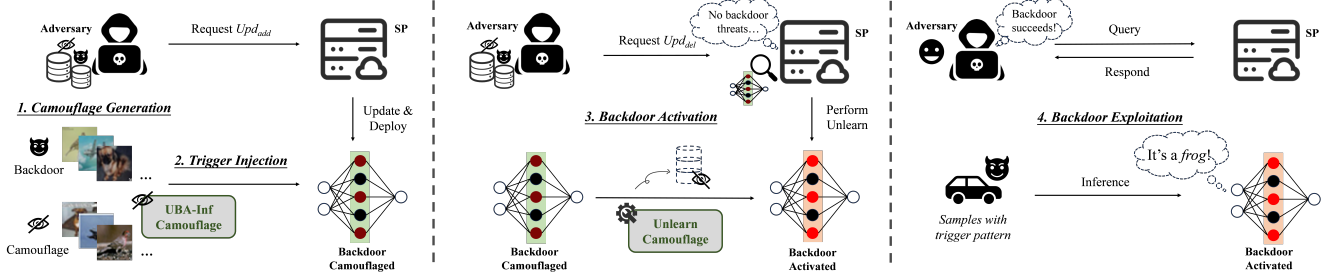 Adversary
Request Upd_add
SP
1. Camouflage Generation
Update &
Deploy
Backdoor
...
2. Trigger Injection
UBA-Inf
Camouflage
Camouflage
...
Backdoor
Camouflaged
Adversary
Request Upd_del
No backdoor
threats…
SP
3. Backdoor Activation
Perform
Unlearn
Unlearn
Camouflage
Backdoor
Camouflaged
Backdoor
Activated
Adversary
Backdoor
succeeds!
Query
Respond
SP
4. Backdoor Exploitation
It's a frog!
Inference
Samples with
trigger pattern
Backdoor
Activated